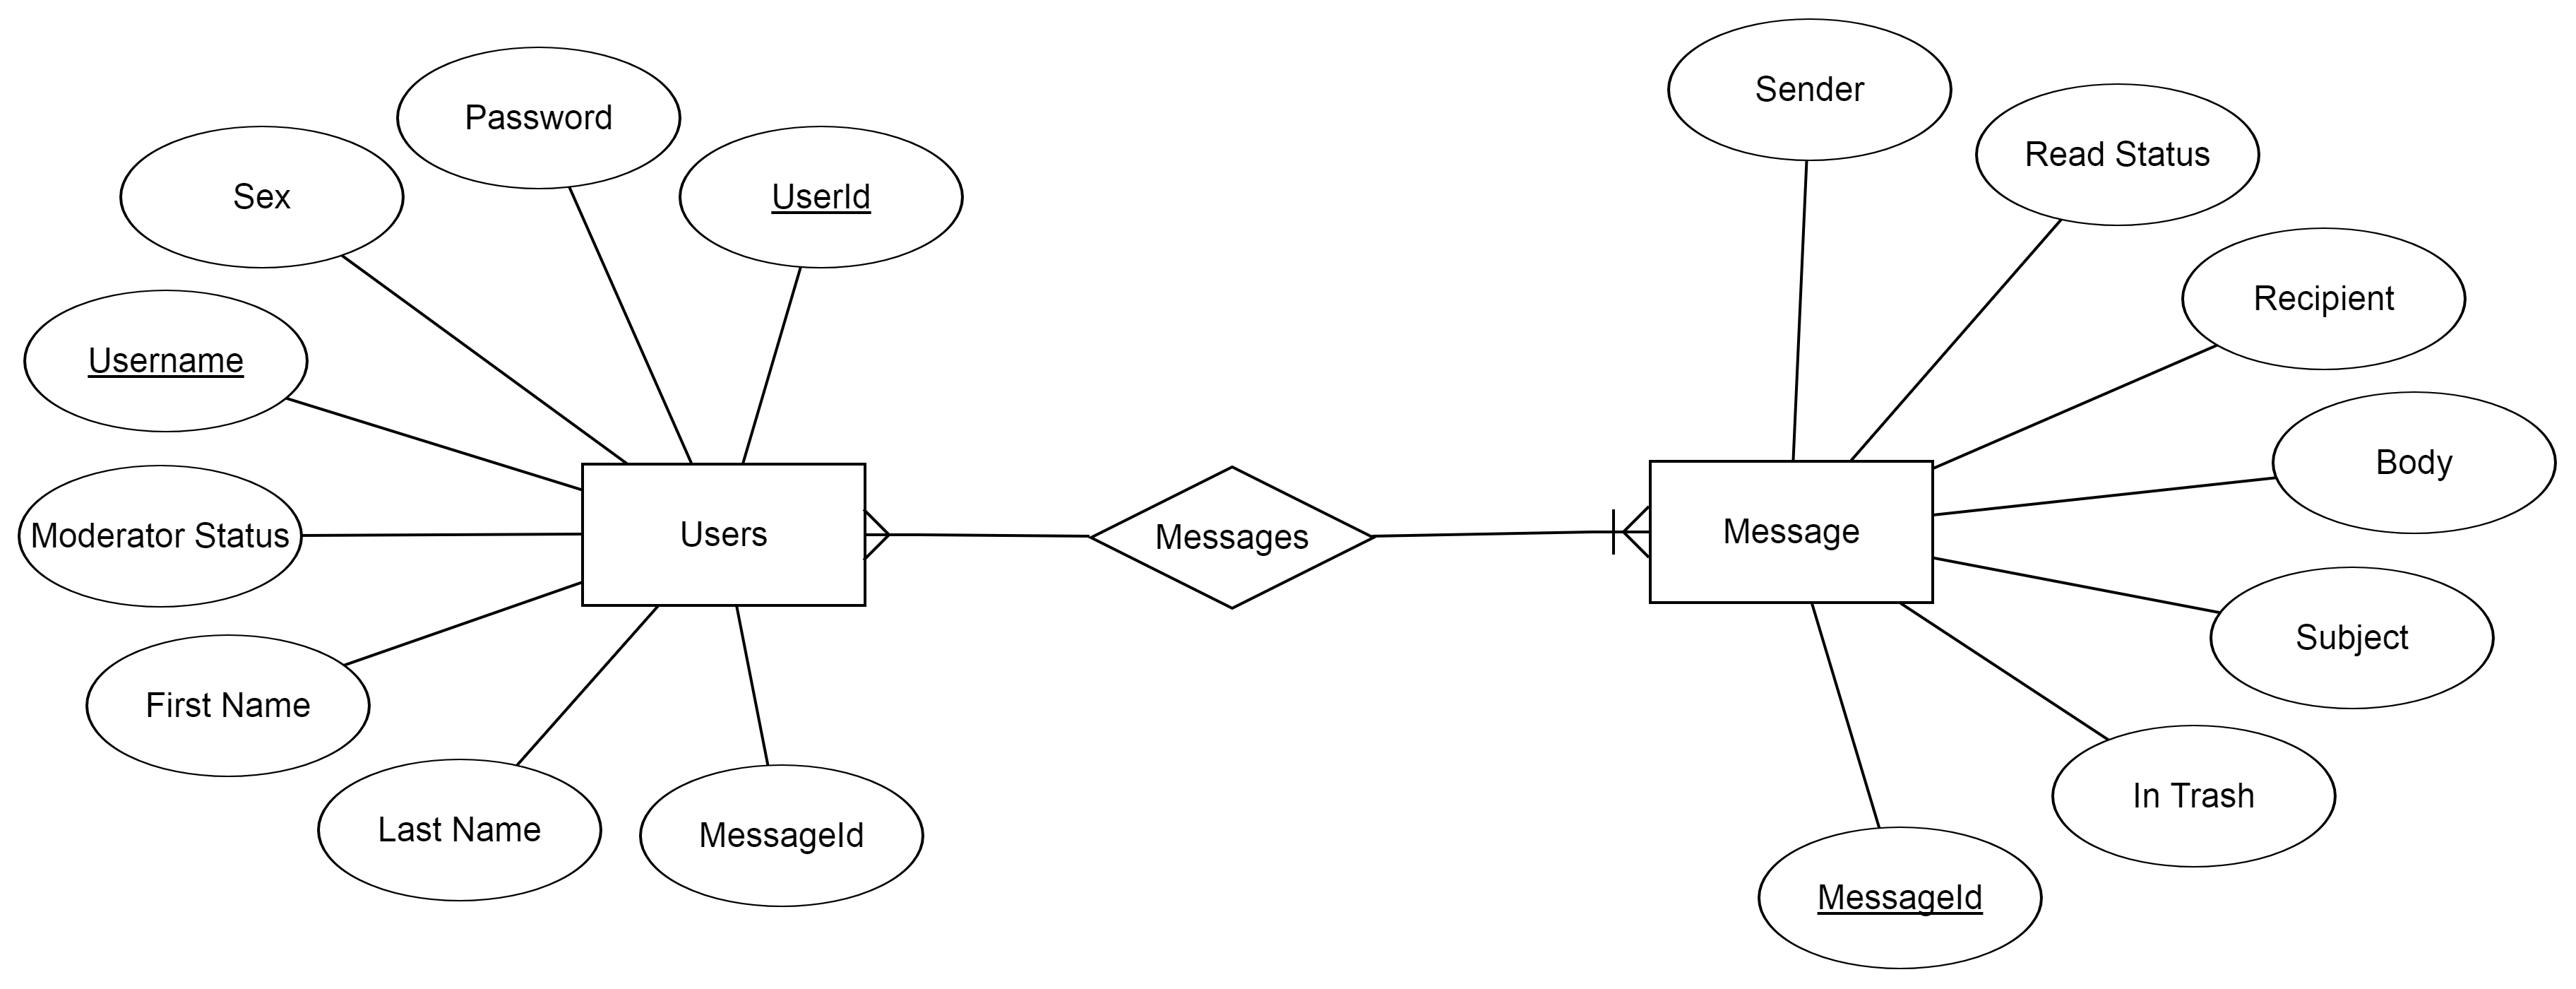 Sender
Password
Read Status
Sex
UserId
Recipient
Username
Body
Users
Messages
Message
Moderator Status
Subject
First Name
In Trash
Last Name
MessageId
MessageId